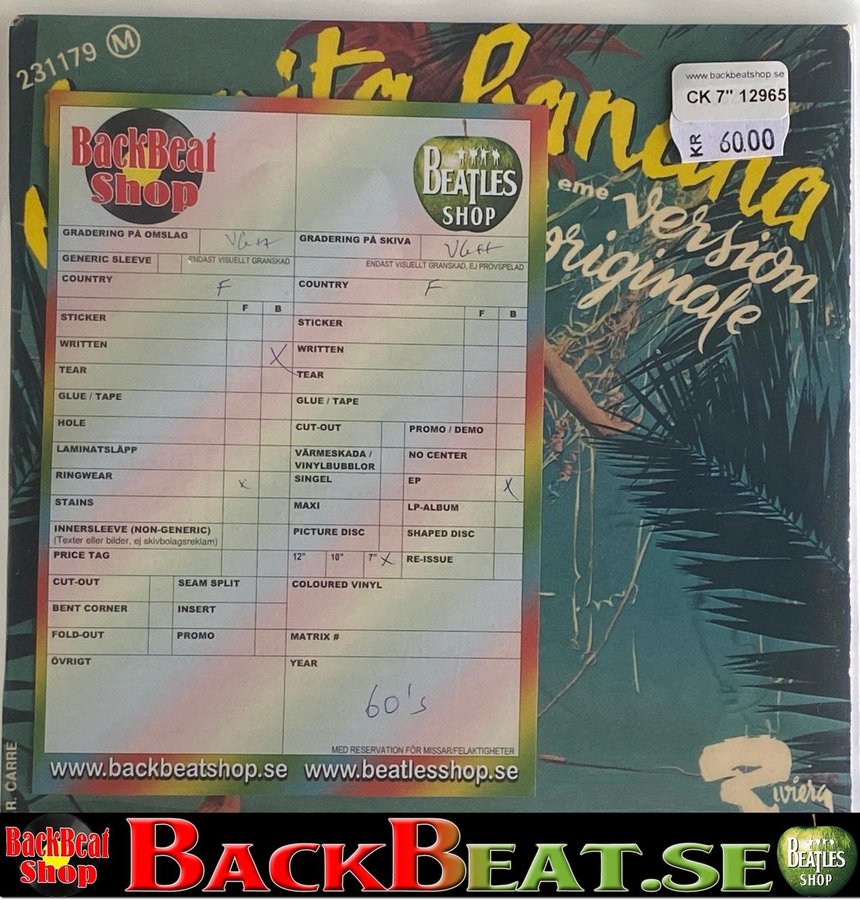 231179 M
Banana
eme version
originale
www.backbeatshop.se
CK 7" 12965
KR 60.00
BackBeat
Shop
BEATLES
SHOP
GRADERING PÅ OMSLAG VG++
GRADERING PÅ SKIVA VG++
GENERIC SLEEVE ENDAST VISUELLT GRANSKAD
ENDAST VISUELLT GRANSKAD, EJ PROVSPELAD
COUNTRY F
COUNTRY F
F B
F B
STICKER
STICKER
WRITTEN X
WRITTEN
TEAR
TEAR
GLUE / TAPE
GLUE / TAPE
HOLE
CUT-OUT PROMO / DEMO
LAMINATSLÄPP
VÄRMESKADA /
VINYLBUBBLOR NO CENTER
RINGWEAR X
SINGEL EP X
STAINS
MAXI LP-ALBUM
INNERSLEEVE (NON-GENERIC)
(Texter eller bilder, ej skivbolagsreklam)
PICTURE DISC SHAPED DISC
PRICE TAG
12" 10" 7" X RE-ISSUE
CUT-OUT SEAM SPLIT
COLOURED VINYL
BENT CORNER INSERT
FOLD-OUT PROMO
MATRIX #
ÖVRIGT
YEAR
60's
MED RESERVATION FÖR MISSAR/FELAKTIGHETER
www.backbeatshop.se www.beatlesshop.se
R. CARRE
Riviera
BackBeat
Shop
BACKBEAT.SE
BEATLES
SHOP